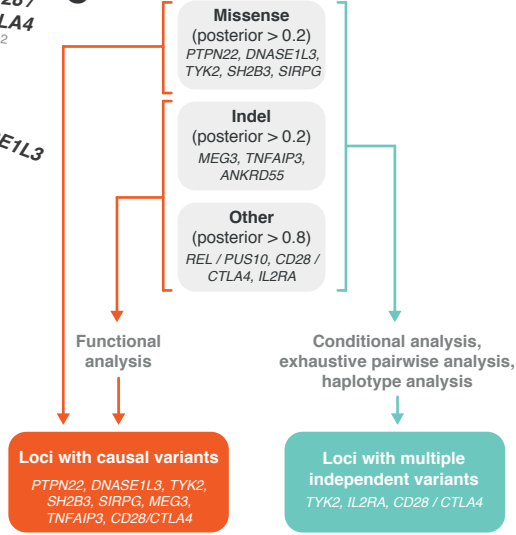 TLA4
2
E1L3
Missense
(posterior > 0.2)
PTPN22, DNASE1L3,
TYK2, SH2B3, SIRPG
Indel
(posterior > 0.2)
MEG3, TNFAIP3,
ANKRD55
Other
(posterior > 0.8)
REL / PUS10, CD28 /
CTLA4, IL2RA
Functional
analysis
Conditional analysis,
exhaustive pairwise analysis,
haplotype analysis
Loci with causal variants
PTPN22, DNASE1L3, TYK2,
SH2B3, SIRPG, MEG3,
TNFAIP3, CD28/CTLA4
Loci with multiple
independent variants
TYK2, IL2RA, CD28 / CTLA4